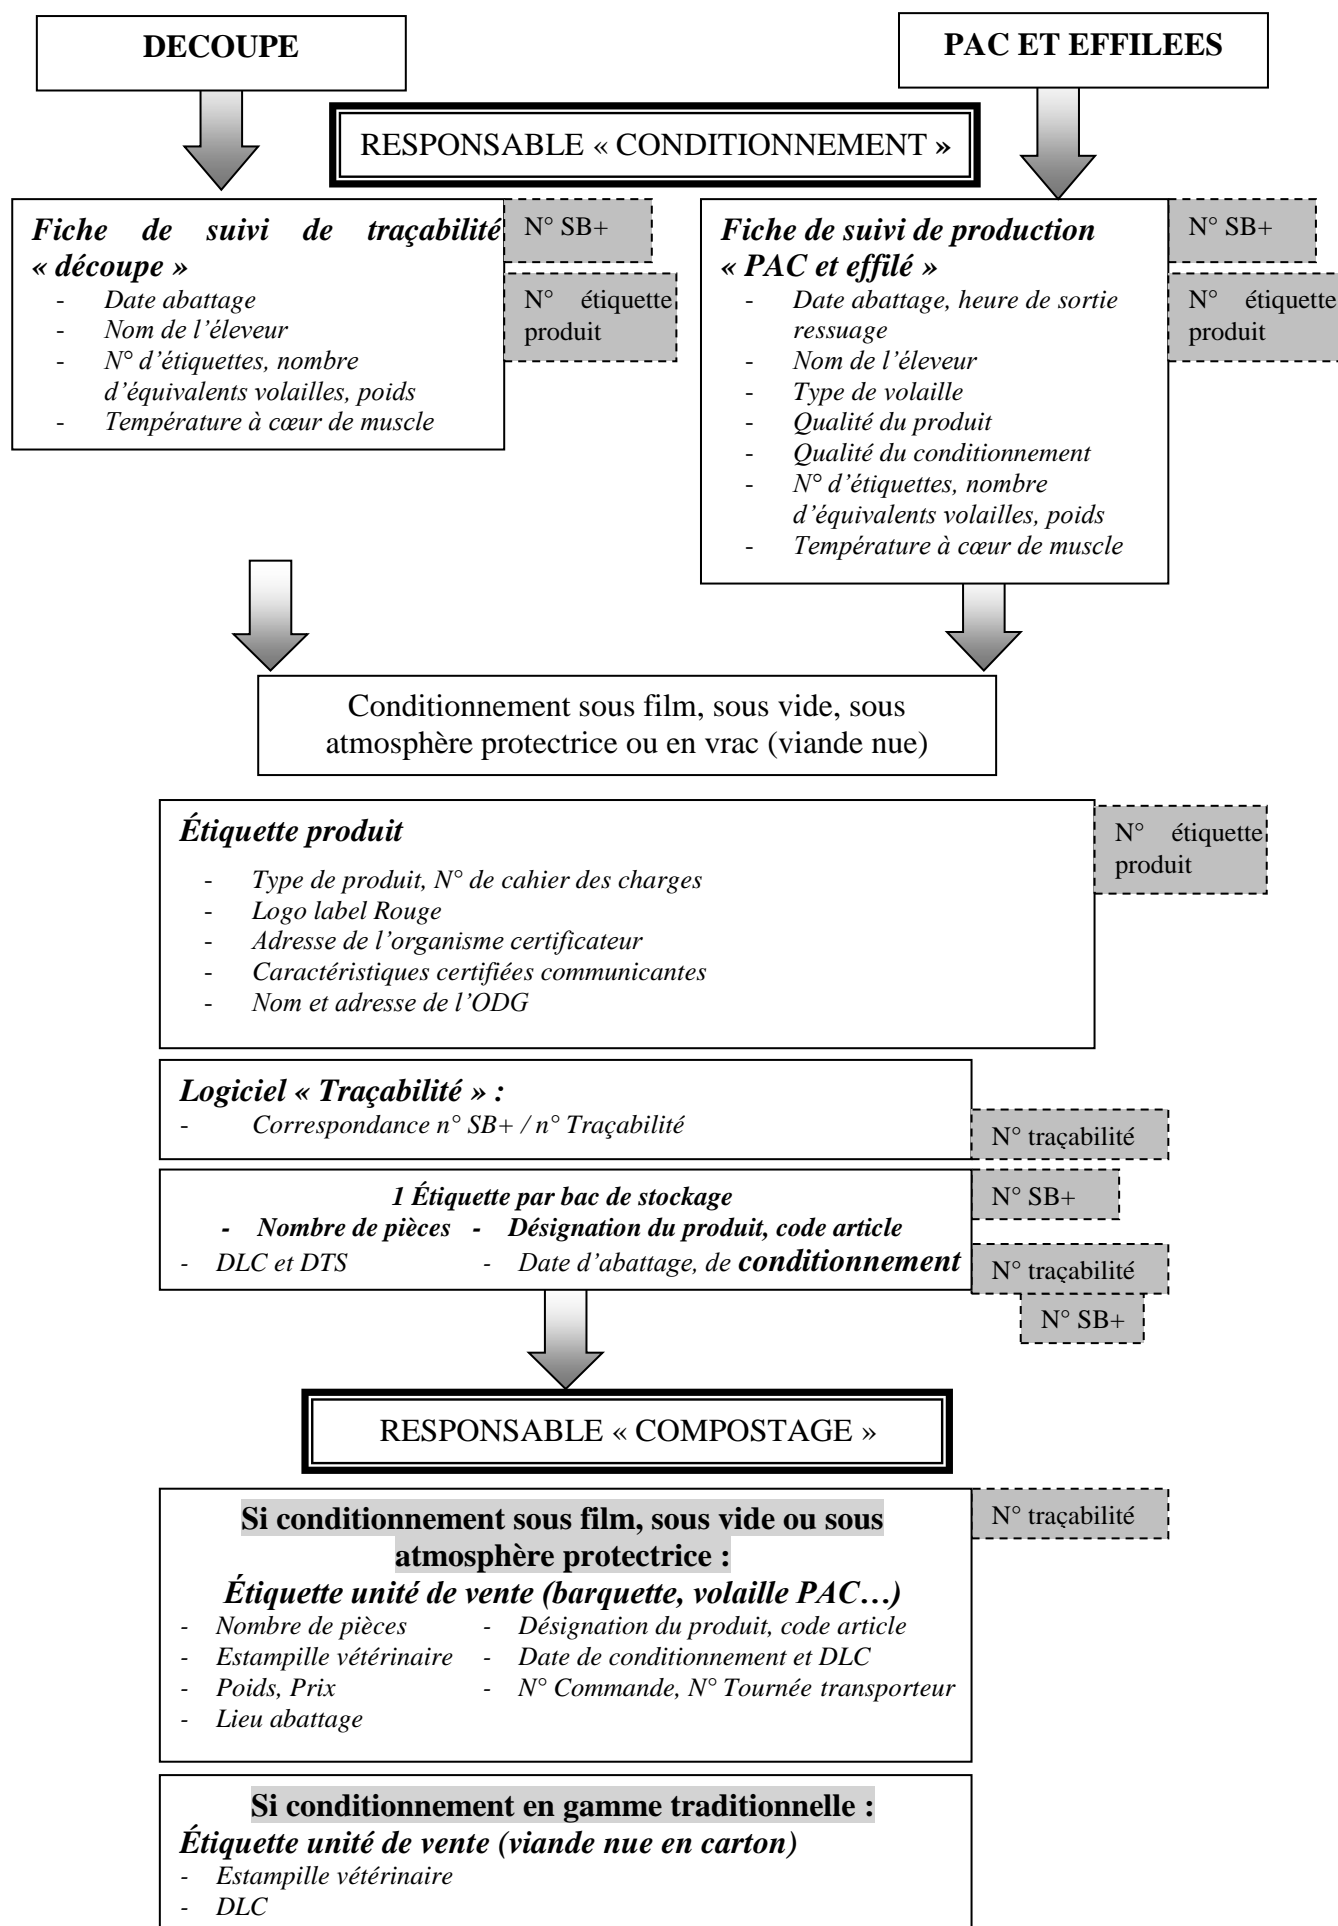 DECOUPE
PAC ET EFFILEES
RESPONSABLE « CONDITIONNEMENT »
Fiche de suivi de traçabilité
« découpe »
- Date abattage
- Nom de l’éleveur
- N° d’étiquettes, nombre
d’équivalents volailles, poids
- Température à cœur de muscle
N° SB+
N° étiquette
produit
Fiche de suivi de production
« PAC et effilé »
- Date abattage, heure de sortie
ressuage
- Nom de l’éleveur
- Type de volaille
- Qualité du produit
- Qualité du conditionnement
- N° d’étiquettes, nombre
d’équivalents volailles, poids
- Température à cœur de muscle
N° SB+
N° étiquette
produit
Conditionnement sous film, sous vide, sous
atmosphère protectrice ou en vrac (viande nue)
Étiquette produit
- Type de produit, N° de cahier des charges
- Logo label Rouge
- Adresse de l’organisme certificateur
- Caractéristiques certifiées communicantes
- Nom et adresse de l’ODG
N° étiquette
produit
Logiciel « Traçabilité » :
- Correspondance n° SB+ / n° Traçabilité
N° traçabilité
1 Étiquette par bac de stockage
- Nombre de pièces - Désignation du produit, code article
- DLC et DTS - Date d’abattage, de conditionnement
N° SB+
N° traçabilité
N° SB+
RESPONSABLE « COMPOSTAGE »
Si conditionnement sous film, sous vide ou sous
atmosphère protectrice :
Étiquette unité de vente (barquette, volaille PAC…)
- Nombre de pièces - Désignation du produit, code article
- Estampille vétérinaire - Date de conditionnement et DLC
- Poids, Prix - N° Commande, N° Tournée transporteur
- Lieu abattage
N° traçabilité
Si conditionnement en gamme traditionnelle :
Étiquette unité de vente (viande nue en carton)
- Estampille vétérinaire
- DLC